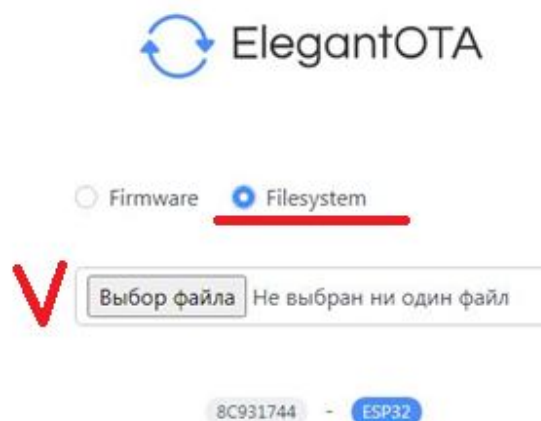 ElegantOTA
Firmware Filesystem
Выбор файла Не выбран ни один файл
8C931744 - ESP32